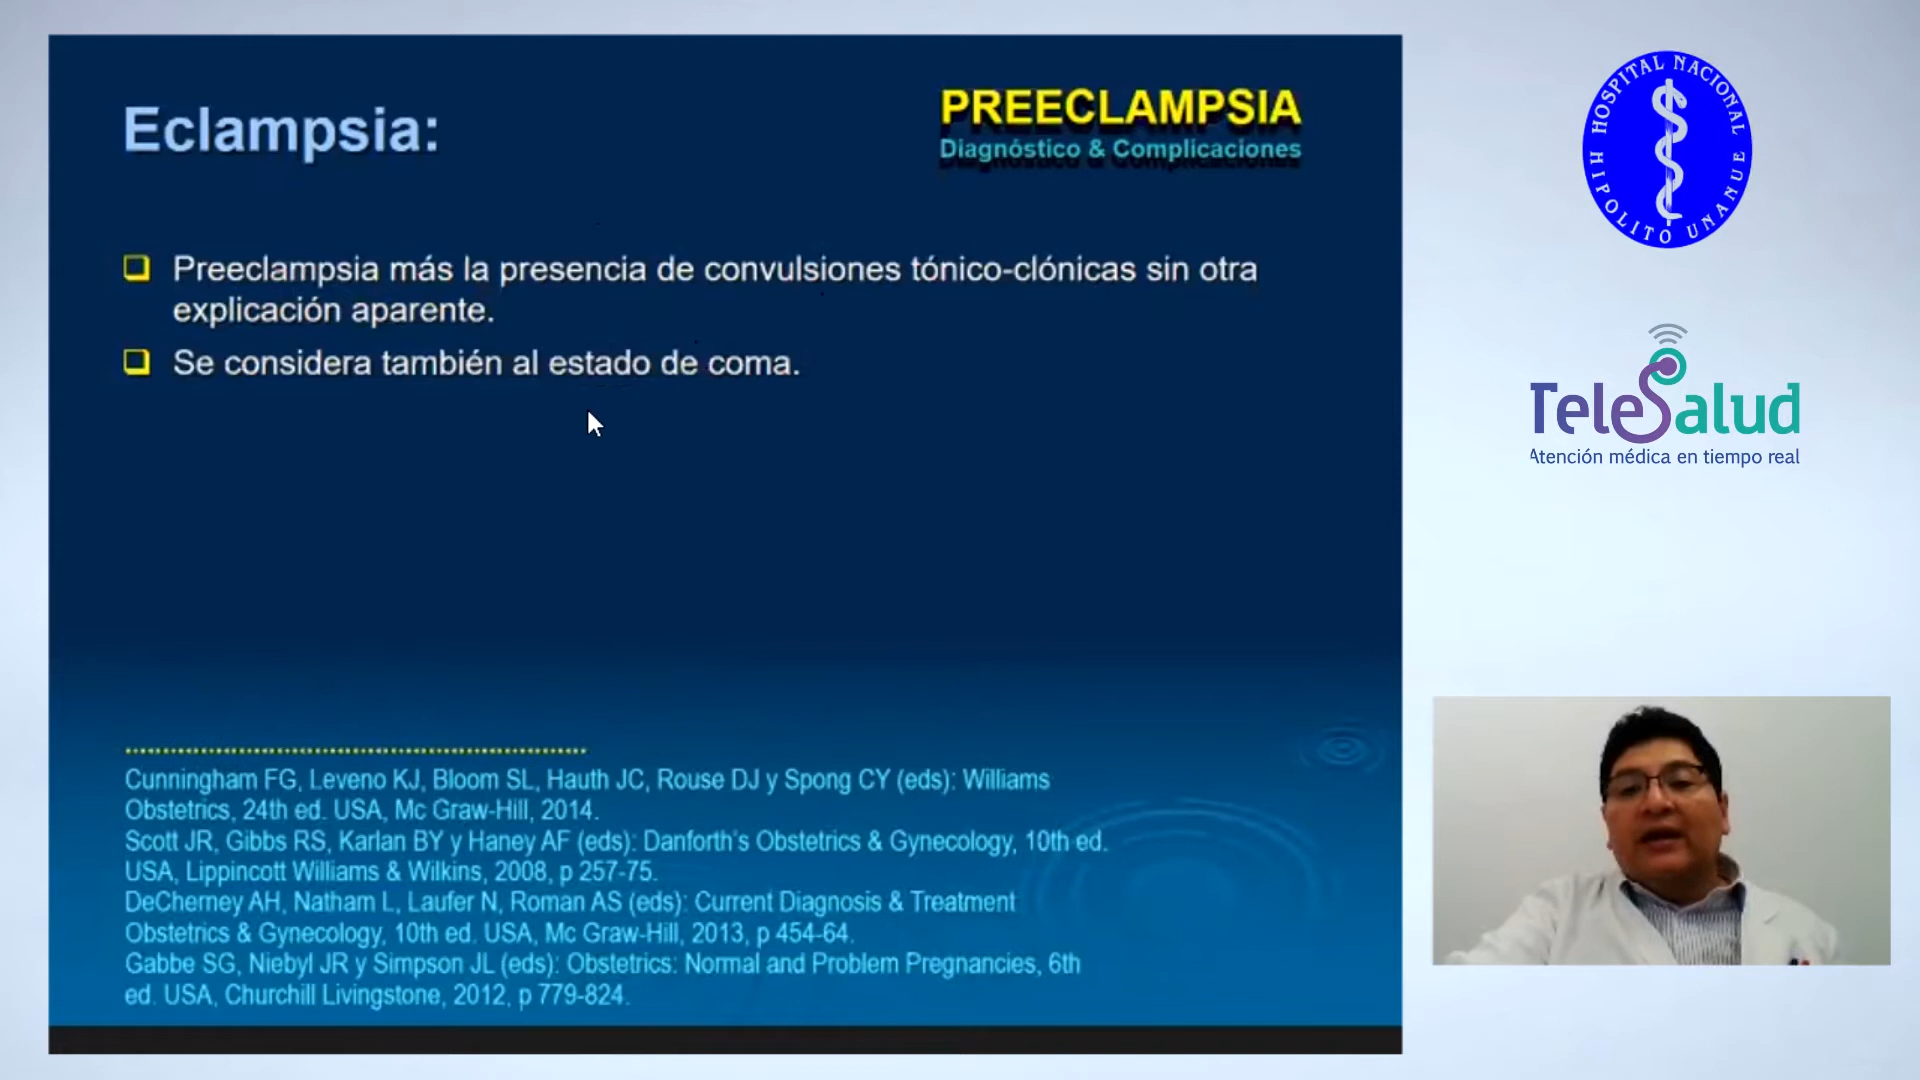 Eclampsia:
PREECLAMPSIA
Diagnóstico & Complicaciones
Preeclampsia más la presencia de convulsiones tónico-clónicas sin otra
explicación aparente.
Se considera también al estado de coma.
Cunningham FG, Leveno KJ, Bloom SL, Hauth JC, Rouse DJ y Spong CY (eds): Williams
Obstetrics, 24th ed. USA, Mc Graw-Hill, 2014.
Scott JR, Gibbs RS, Karlan BY y Haney AF (eds): Danforth's Obstetrics & Gynecology, 10th ed.
USA, Lippincott Williams & Wilkins, 2008, p 257-75.
DeCherney AH, Natham L, Laufer N, Roman AS (eds): Current Diagnosis & Treatment
Obstetrics & Gynecology, 10th ed. USA, Mc Graw-Hill, 2013, p 454-64.
Gabbe SG, Niebyl JR y Simpson JL (eds): Obstetrics: Normal and Problem Pregnancies, 6th
ed. USA, Churchill Livingstone, 2012, p 779-824.
HOSPITAL NACIONAL
HIPOLITO UNANUE
TeleSalud
Atención médica en tiempo real